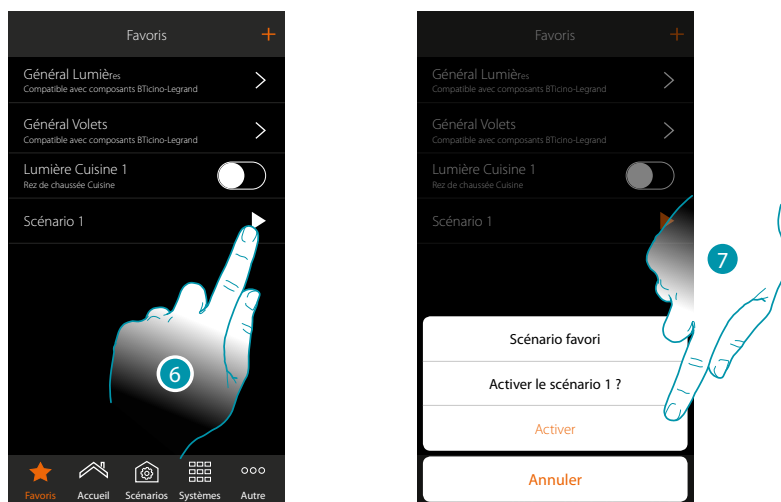 Favoris
+
Général Lumières
Compatible avec composants BTicino-Legrand
Général Volets
Compatible avec composants BTicino-Legrand
Lumière Cuisine 1
Rez de chaussée Cuisine
Scénario 1
6
Favoris
Accueil
Scénarios
Systèmes
Autre
Favoris
+
Général Lumières
Compatible avec composants BTicino-Legrand
Général Volets
Compatible avec composants BTicino-Legrand
Lumière Cuisine 1
Rez de chaussée Cuisine
Scénario 1
7
Scénario favori
Activer le scénario 1 ?
Activer
Annuler